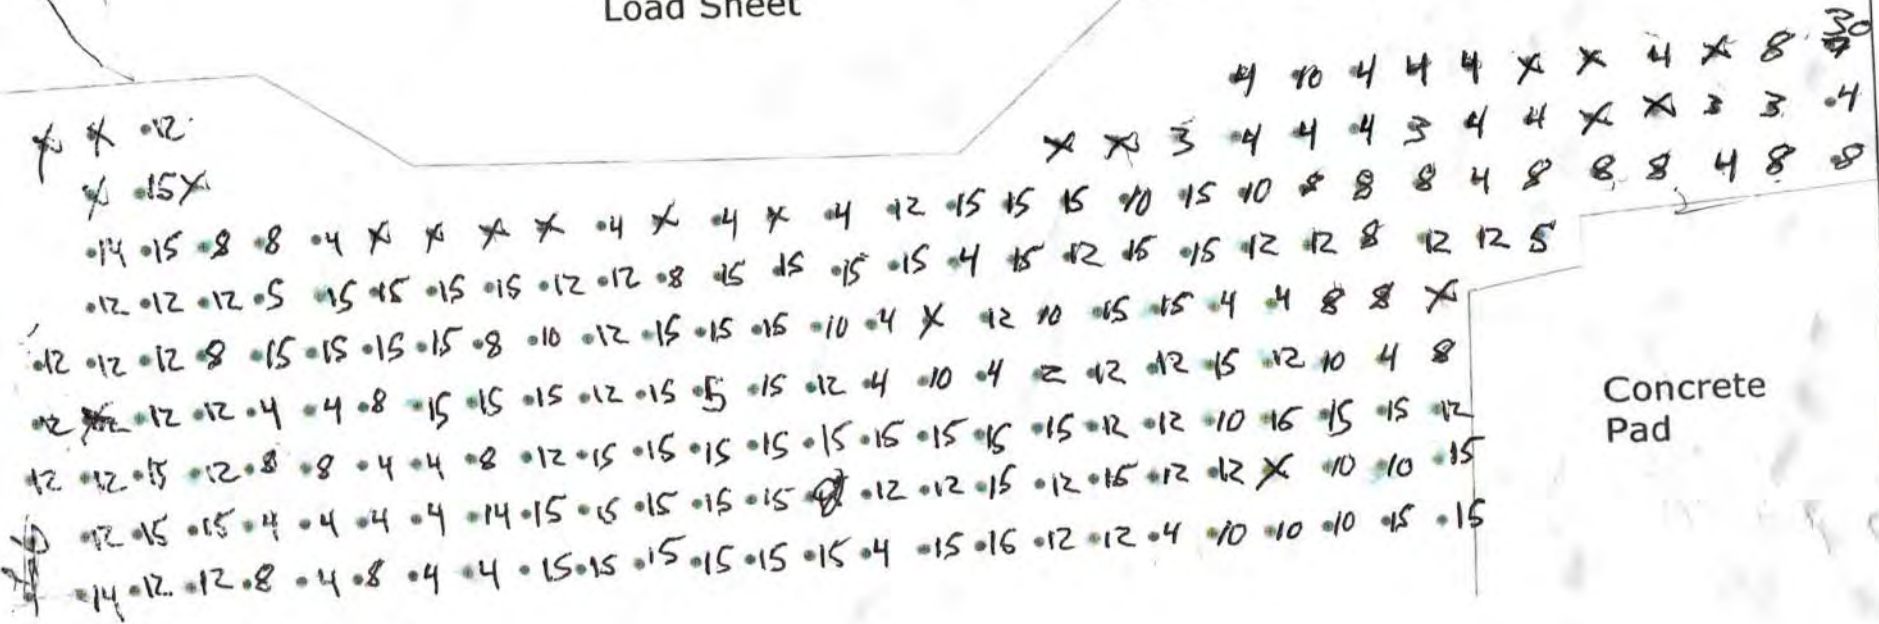 Load Sheet
30
4 10 4 4 4 X X 4 X 8
X X 12
X X 3 4 4 4 3 4 4 X X 3 3 4
X 15 X
14 15 8 8 4 X X X X 4 X 4 X 4 12 15 15 15 10 15 10 8 8 8 4 8 8 8 4 8 8
12 12 12 5 15 15 15 15 12 12 8 15 15 15 15 4 15 12 15 15 12 12 8 12 12 5
12 12 12 8 15 15 15 15 8 10 12 15 15 15 10 4 X 12 10 15 15 4 4 8 8 X
12 12 12 4 4 8 15 15 15 12 15 5 15 12 4 10 4 2 12 12 15 12 10 4 8
12 12 15 12 8 8 4 4 8 12 15 15 15 15 15 15 15 15 15 12 12 10 15 15 15 12
12 15 15 4 4 4 4 14 15 15 15 15 15 8 12 12 15 12 15 12 12 X 10 10 15
14 12 12 8 4 8 4 4 15 15 15 15 15 15 4 15 15 12 12 4 10 10 10 15 15
Concrete
Pad